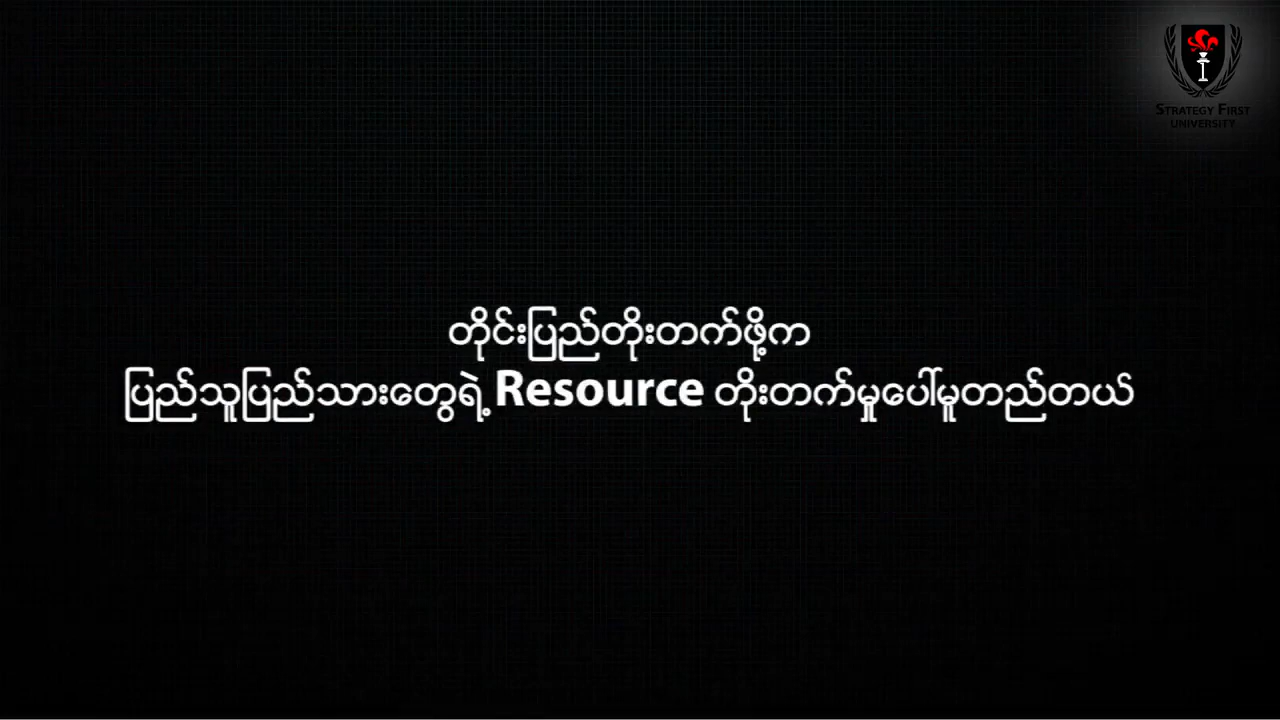 STRATEGY FIRST
UNIVERSITY
တိုင်းပြည်တိုးတက်ဖို့က
ပြည်သူပြည်သားတွေရဲ့ Resource တိုးတက်မှုပေါ်မူတည်တယ်